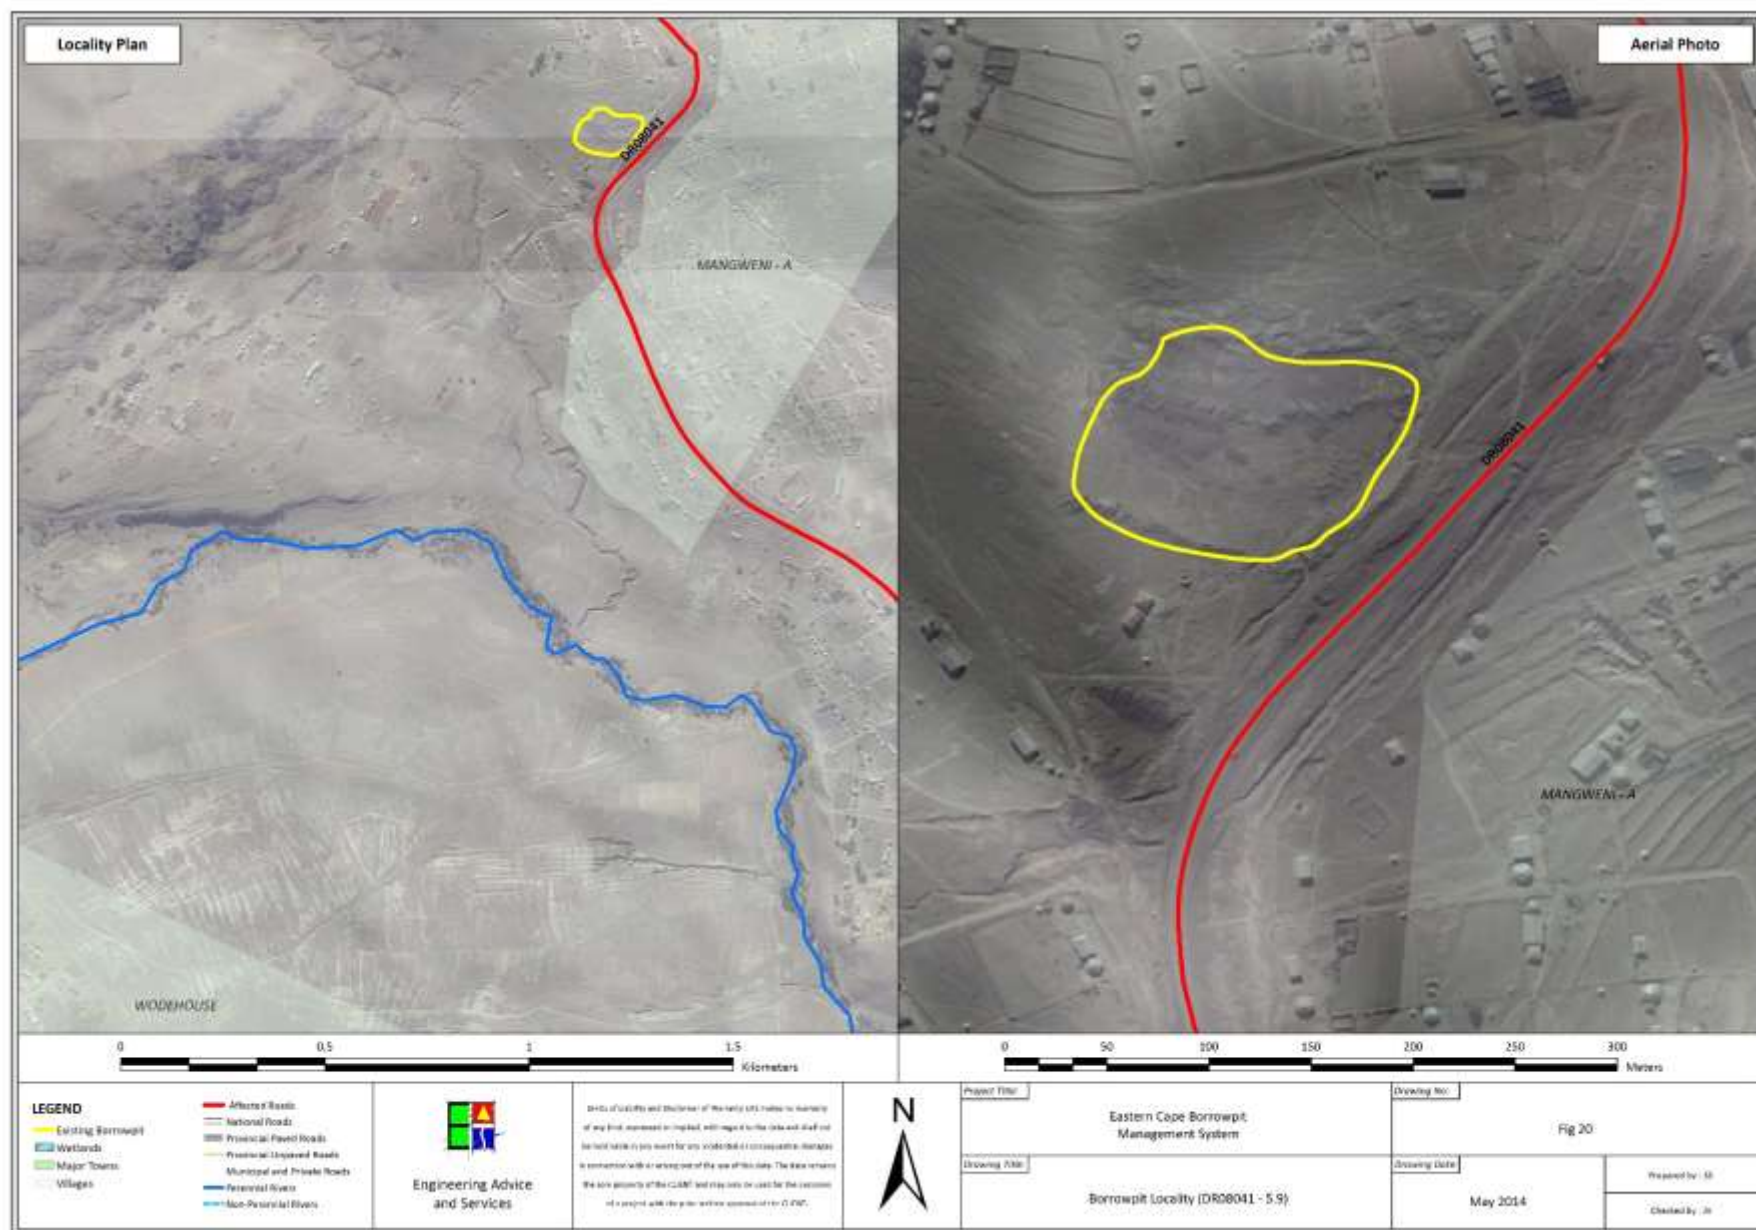 Locality Plan
DR08041
MANGWENI - A
WODEHOUSE
Aerial Photo
DR08041
MANGWENI - A
0 0,5 1 1.5
Kilometers
0 50 100 150 200 250 300
Meters
LEGEND
Existing Borrowpit
Wetlands
Major Towns
Villages
Affected Roads
National Roads
Provincial Paved Roads
Provincial Unpaved Roads
Municipal and Private Roads
Perennial Rivers
Non-Perennial Rivers
Engineering Advice
and Services
N
Project Title:
Eastern Cape Borrowpit
Management System
Drawing Title:
Borrowpit Locality (DR08041 - 5.9)
Drawing No:
Fig 20
Drawing Date:
May 2014
Prepared by :
Checked by :